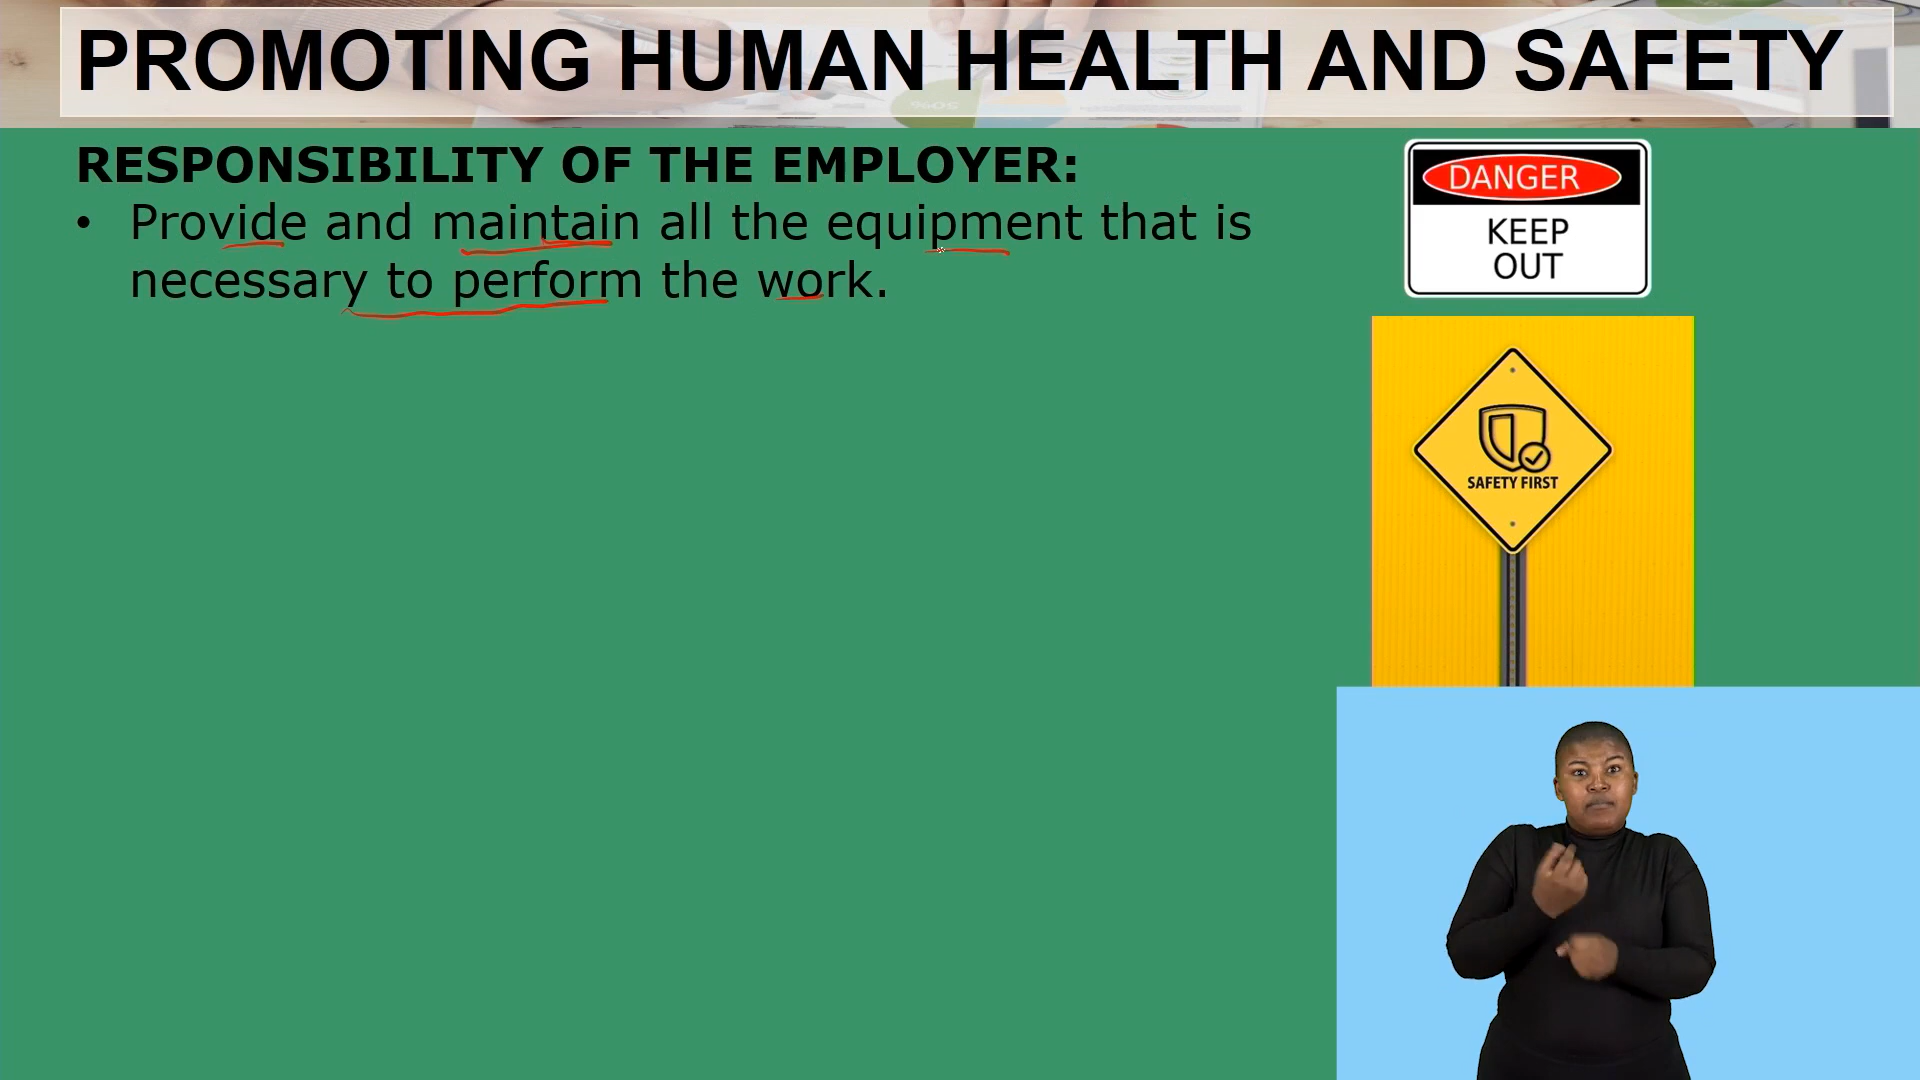 PROMOTING HUMAN HEALTH AND SAFETY
RESPONSIBILITY OF THE EMPLOYER:
• Provide and maintain all the equipment that is
necessary to perform the work.
DANGER
KEEP
OUT
SAFETY FIRST